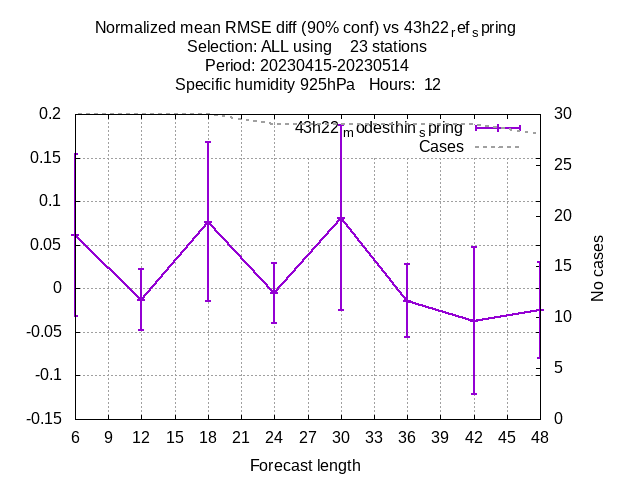 Normalized mean RMSE diff (90% conf) vs 43h22refspring
Selection: ALL using 23 stations
Period: 20230415-20230514
Specific humidity 925hPa Hours: 12
43h22modesthinspring
Cases
0.2
0.15
0.1
0.05
0
-0.05
-0.1
-0.15
30
25
20
15
10
5
0
No cases
6 9 12 15 18 21 24 27 30 33 36 39 42 45 48
Forecast length